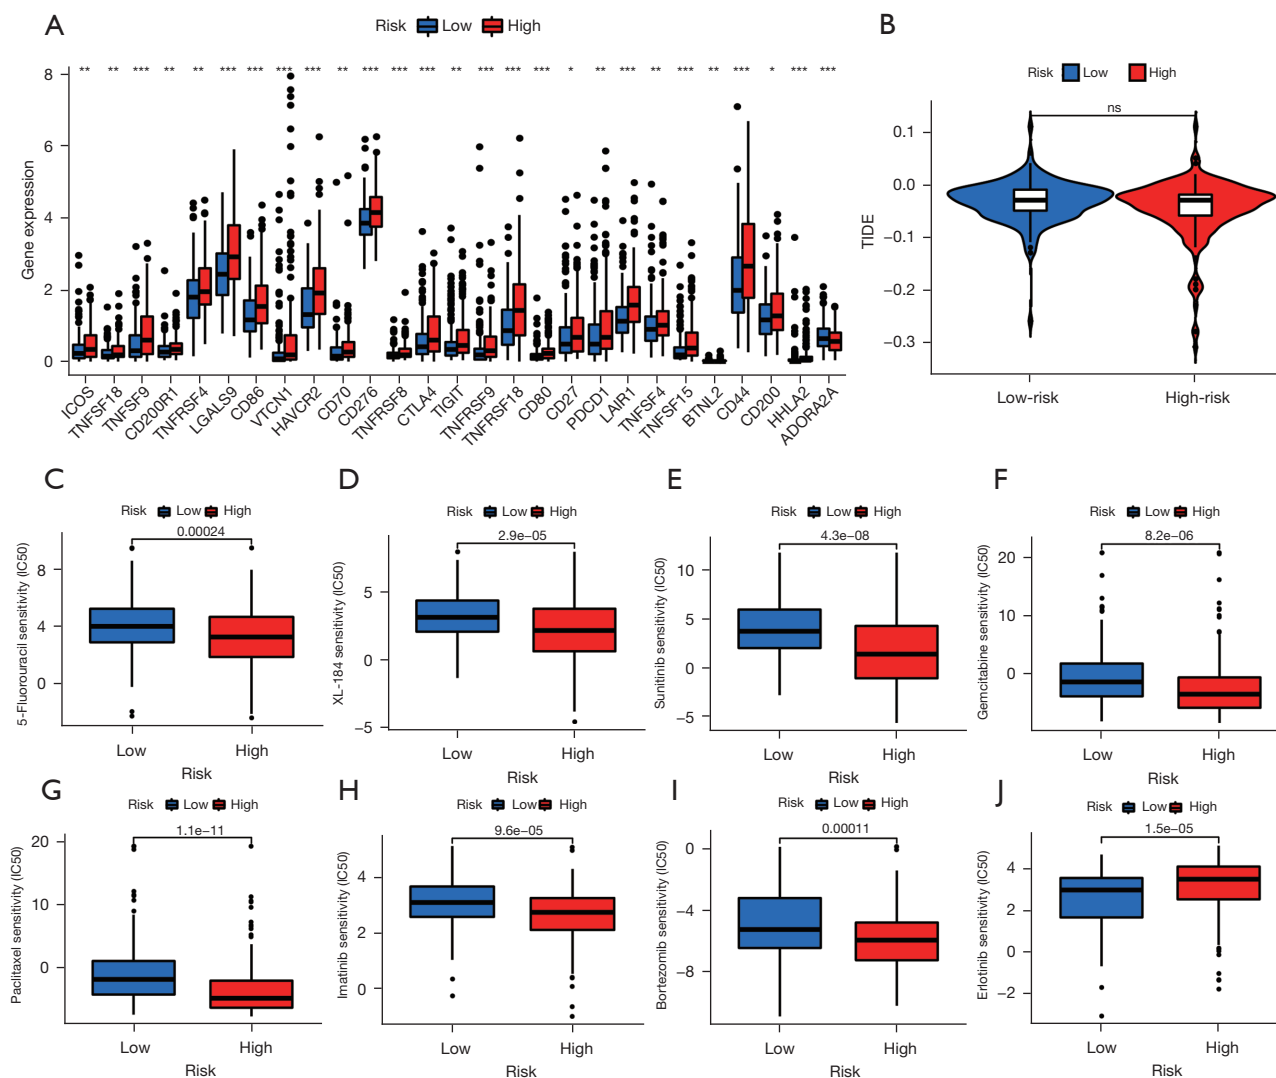 A
Risk Low High
** ** *** ** ** *** *** *** *** ** *** *** *** ** *** *** *** * ** *** ** *** ** *** * *** ***
Gene expression
8
6
4
2
0
ICOS TNFSF18 TNFSF9 CD200R1 TNFRSF4 LGALS9 CD86 VTCN1 HAVCR2 CD70 CD276 TNFRSF8 CTLA4 TIGIT TNFRSF9 TNFRSF18 CD80 CD27 PDCD1 LAIR1 TNFSF4 TNFSF15 BTNL2 CD44 CD200 HHLA2 ADORA2A
B
Risk Low High
ns
TIDE
0.1
0.0
−0.1
−0.2
−0.3
Low-risk High-risk
C
Risk Low High
0.00024
5-Fluorouracil sensitivity (IC50)
8
4
0
Low High
Risk
D
Risk Low High
2.9e−05
XL-184 sensitivity (IC50)
5
0
−5
Low High
Risk
E
Risk Low High
4.3e−08
Sunitinib sensitivity (IC50)
10
5
0
−5
Low High
Risk
F
Risk Low High
8.2e−06
Gemcitabine sensitivity (IC50)
20
10
0
Low High
Risk
G
Risk Low High
1.1e−11
Paclitaxel sensitivity (IC50)
20
10
0
Low High
Risk
H
Risk Low High
9.6e−05
Imatinib sensitivity (IC50)
4
2
0
Low High
Risk
I
Risk Low High
0.00011
Bortezomib sensitivity (IC50)
0
−4
−8
Low High
Risk
J
Risk Low High
1.5e−05
Erlotinib sensitivity (IC50)
4
2
0
−2
Low High
Risk